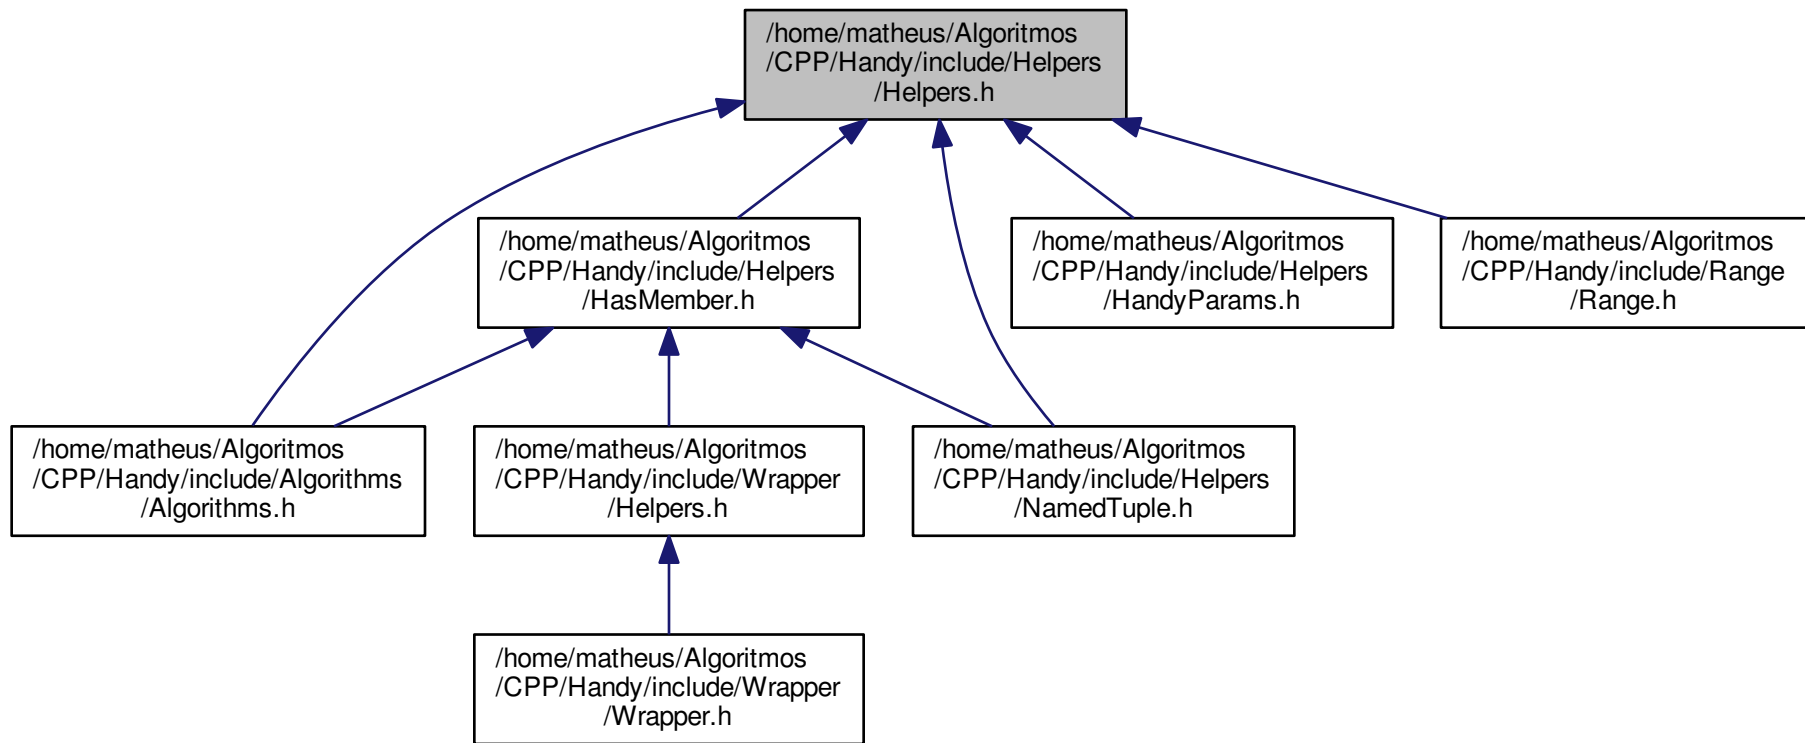 /home/matheus/Algoritmos
/CPP/Handy/include/Helpers
/Helpers.h
/home/matheus/Algoritmos
/CPP/Handy/include/Helpers
/HasMember.h
/home/matheus/Algoritmos
/CPP/Handy/include/Helpers
/HandyParams.h
/home/matheus/Algoritmos
/CPP/Handy/include/Range
/Range.h
/home/matheus/Algoritmos
/CPP/Handy/include/Algorithms
/Algorithms.h
/home/matheus/Algoritmos
/CPP/Handy/include/Wrapper
/Helpers.h
/home/matheus/Algoritmos
/CPP/Handy/include/Helpers
/NamedTuple.h
/home/matheus/Algoritmos
/CPP/Handy/include/Wrapper
/Wrapper.h